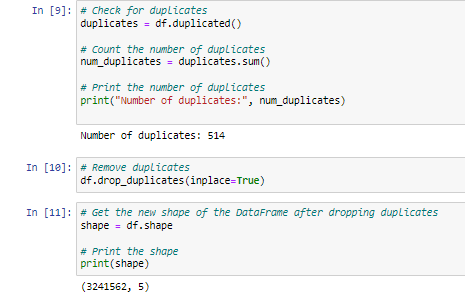 In [9]: # Check for duplicates
duplicates = df.duplicated()
# Count the number of duplicates
num_duplicates = duplicates.sum()
# Print the number of duplicates
print("Number of duplicates:", num_duplicates)
Number of duplicates: 514
In [10]: # Remove duplicates
df.drop_duplicates(inplace=True)
In [11]: # Get the new shape of the DataFrame after dropping duplicates
shape = df.shape
# Print the shape
print(shape)
(3241562, 5)